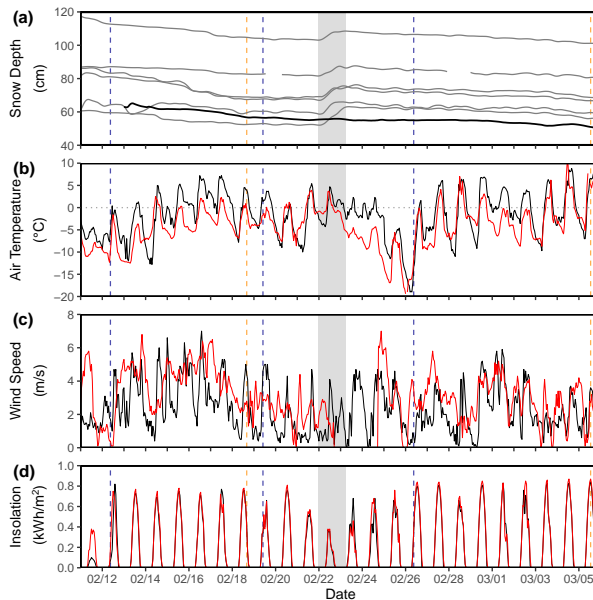 (a)
120
100
80
60
40
Snow Depth
(cm)
(b)
10
5
0
−5
−10
−15
−20
Air Temperature
(°C)
(c)
8
6
4
2
0
Wind Speed
(m/s)
(d)
1.0
0.8
0.6
0.4
0.2
0.0
Insolation
(kWh/m²)
02/12 02/14 02/16 02/18 02/20 02/22 02/24 02/26 02/28 03/01 03/03 03/05
Date